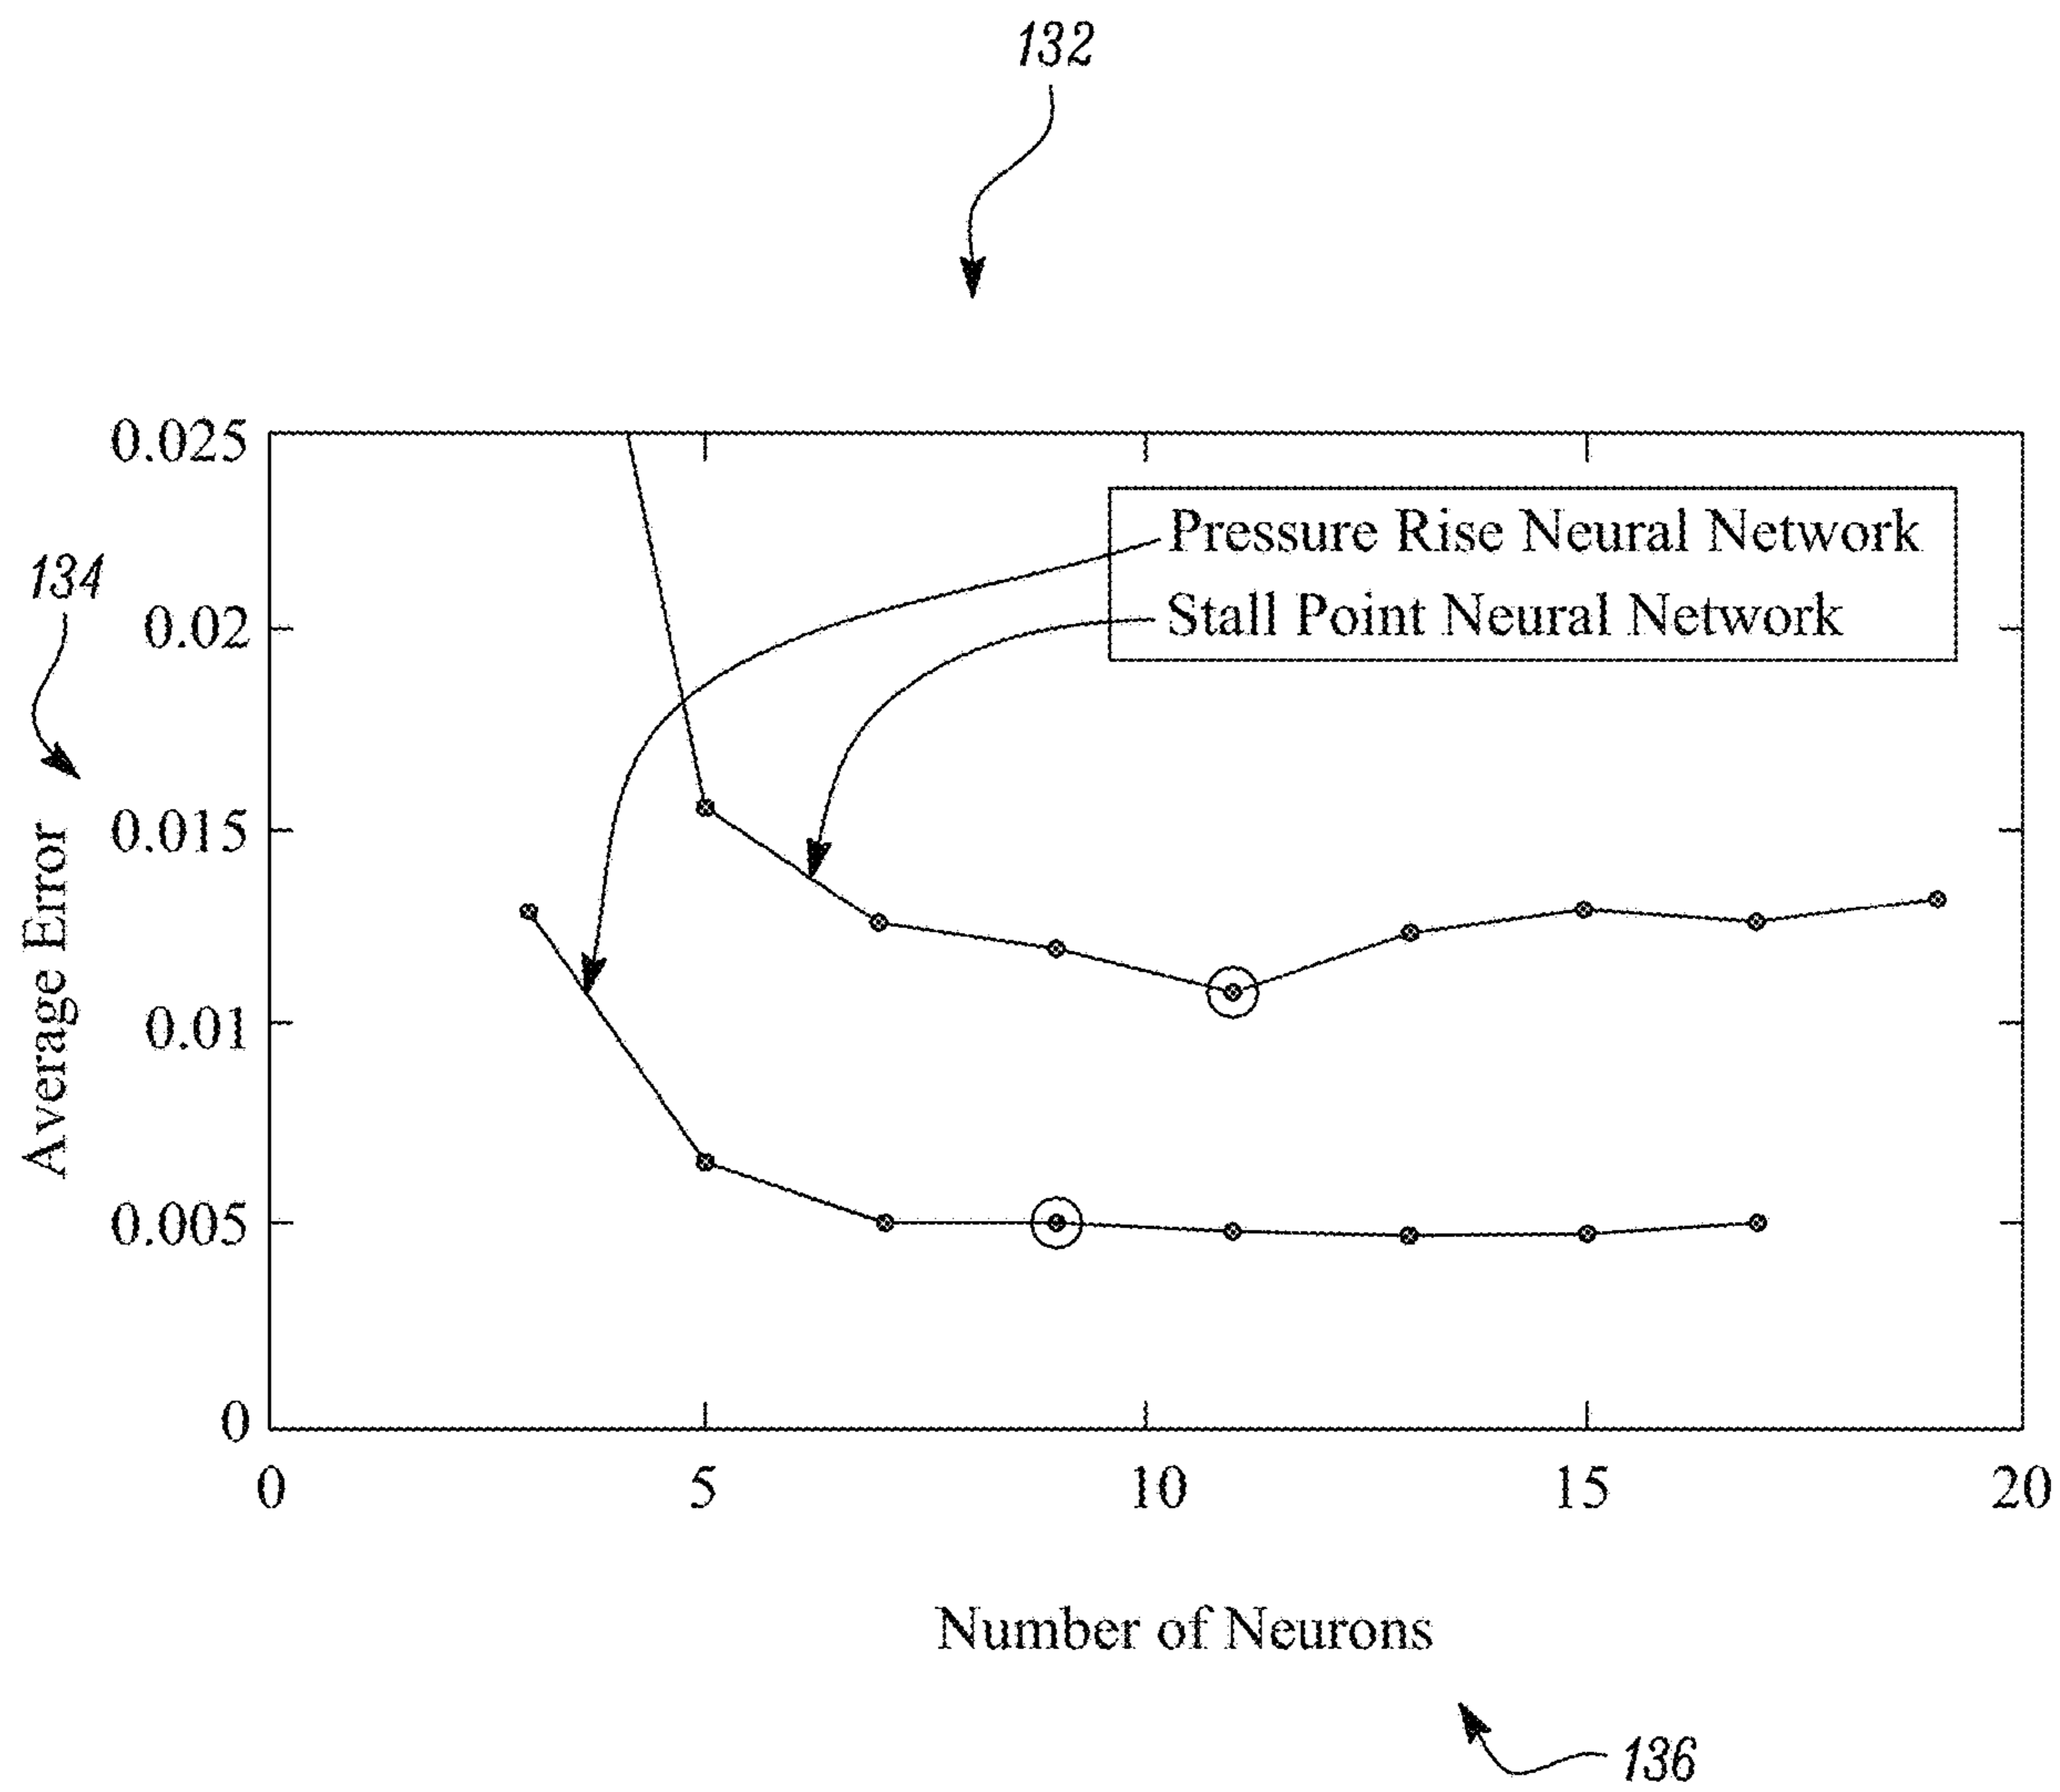 132
0.025
Pressure Rise Neural Network
134
Stall Point Neural Network
0.02
0.015
Average Error
0.01
0.005
0
0 5 10 15 20
Number of Neurons
136